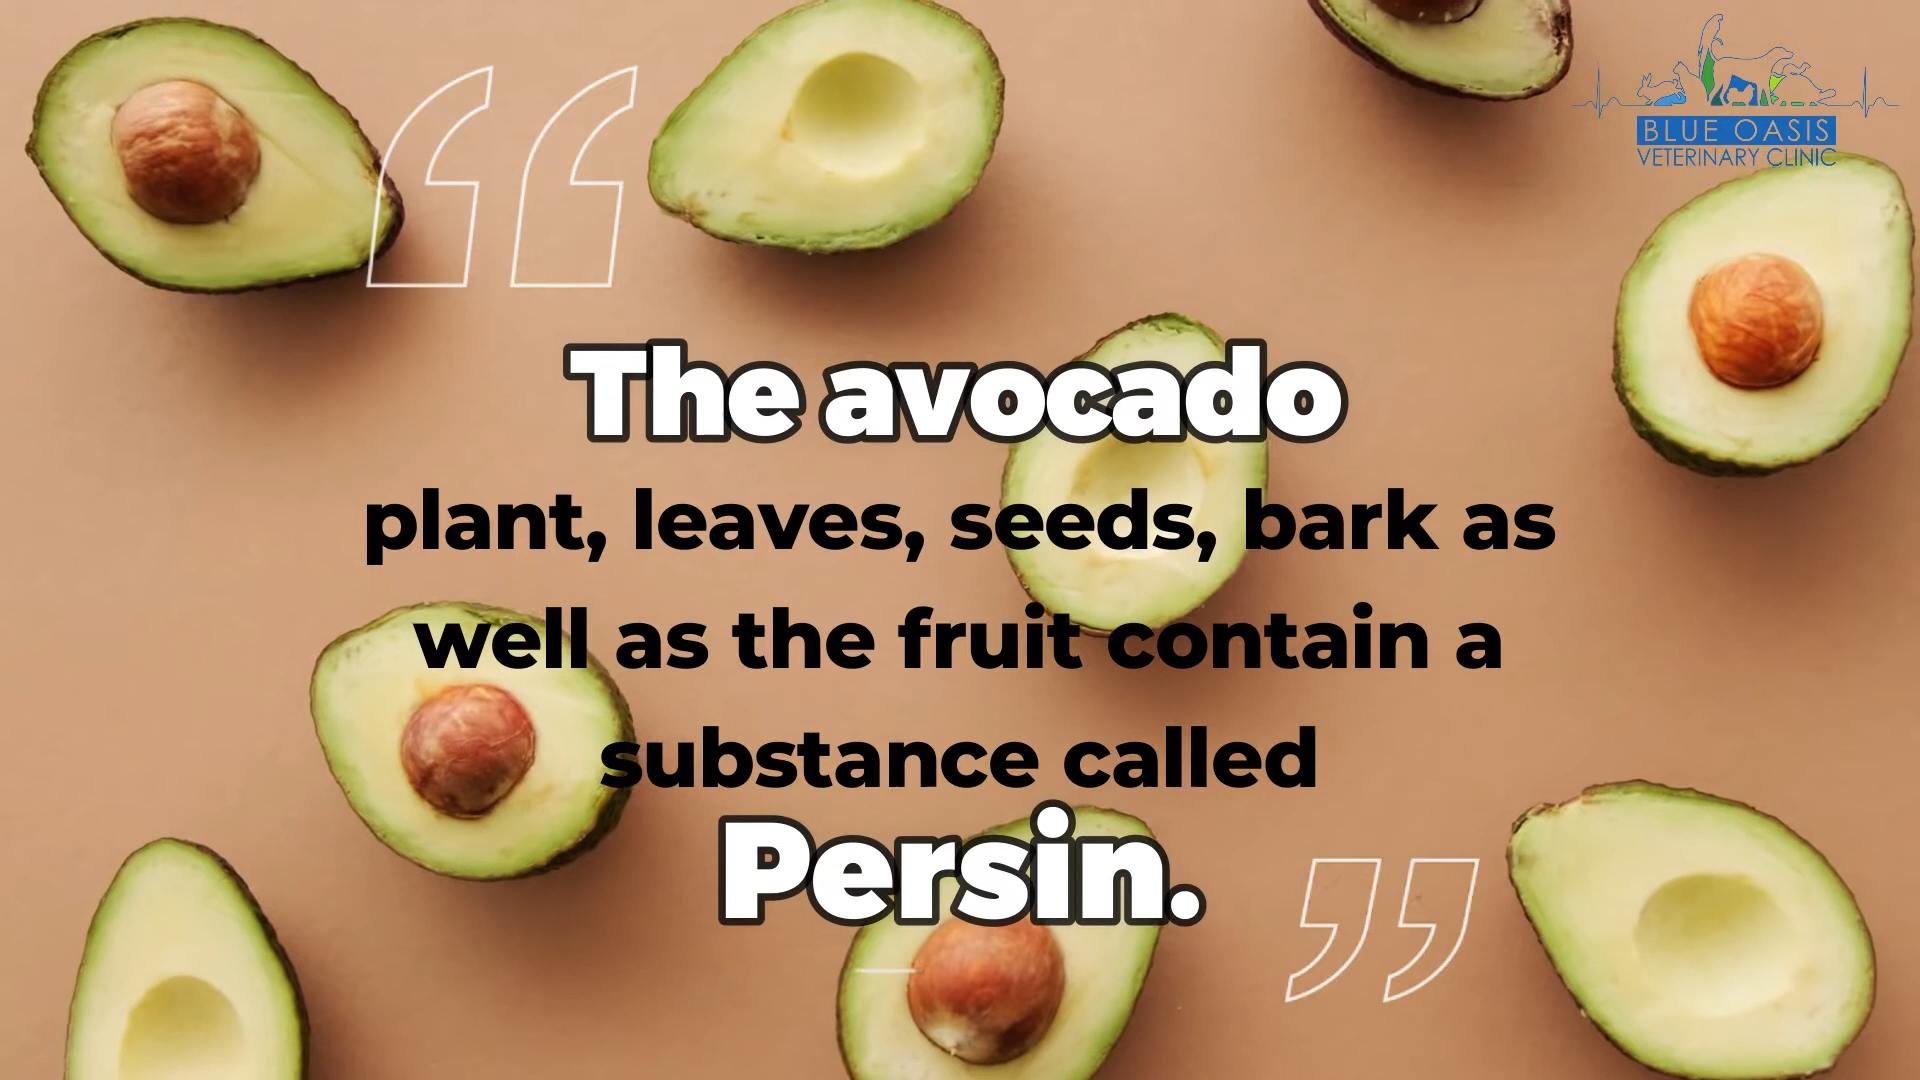 BLUE OASIS
VETERINARY CLINIC
“
The avocado
plant, leaves, seeds, bark as
well as the fruit contain a
substance called
Persin.
”